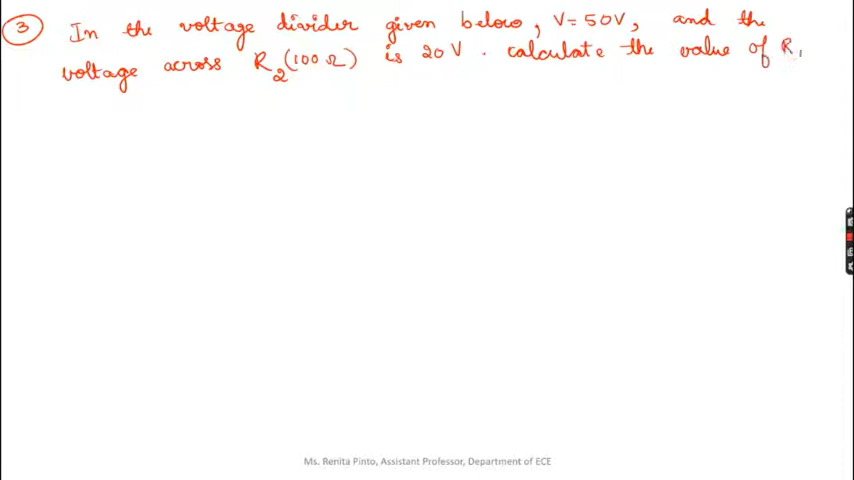 3 In the voltage divider given below, V = 50V, and the
voltage across R2 (100 Ω) is 20 V. calculate the value of R1
Ms. Renita Pinto, Assistant Professor, Department of ECE